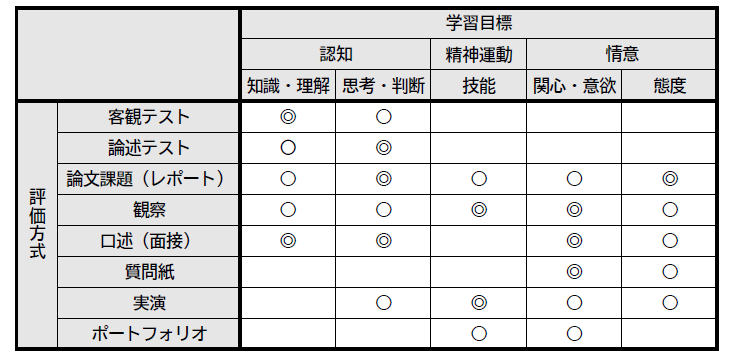 学習目標
認知 精神運動 情意
知識・理解 思考・判断 技能 関心・意欲 態度
評価方式
客観テスト ◎ ○
論述テスト ○ ◎
論文課題（レポート） ○ ◎ ○ ○ ◎
観察 ○ ○ ◎ ◎ ○
口述（面接） ◎ ◎ ◎ ○
質問紙 ◎ ○
実演 ○ ◎ ○ ○
ポートフォリオ ○ ○